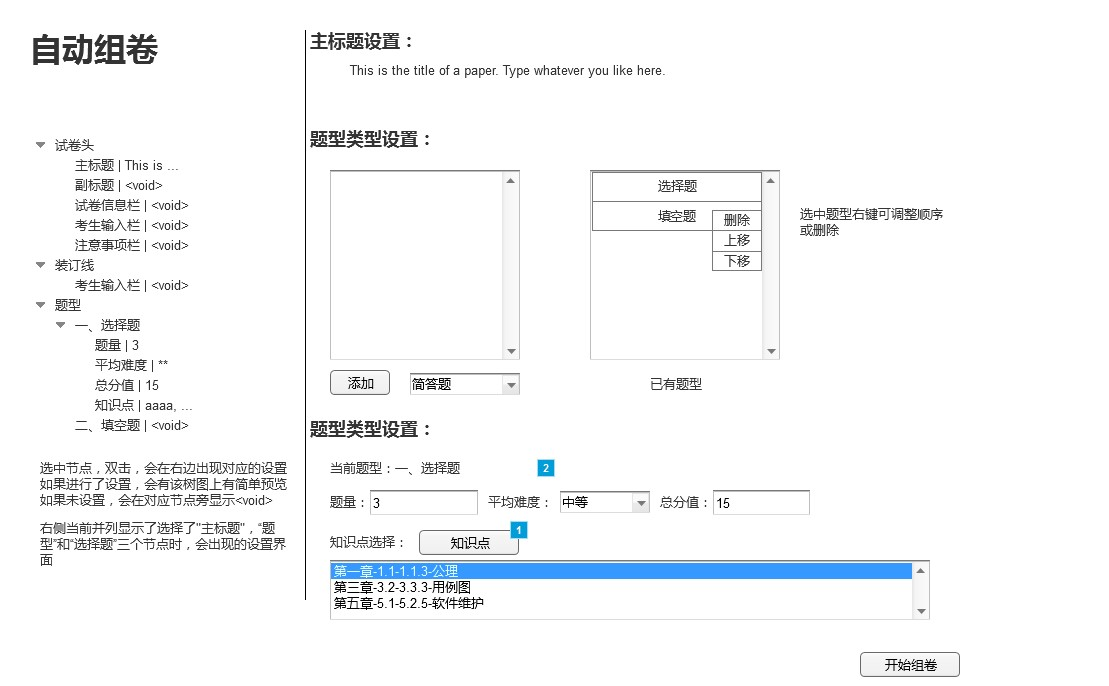 自动组卷
试卷头
主标题 | This is ...
副标题 | <void>
试卷信息栏 | <void>
考生输入栏 | <void>
注意事项栏 | <void>
装订线
考生输入栏 | <void>
题型
一、选择题
题量 | 3
平均难度 | **
总分值 | 15
知识点 | aaaa, ...
二、填空题 | <void>
选中节点，双击，会在右边出现对应的设置
如果进行了设置，会有该树图上有简单预览
如果未设置，会在对应节点旁显示<void>
右侧当前并列显示了选择了"主标题"，“题
型”和“选择题”三个节点时，会出现的设置界
面
主标题设置：
This is the title of a paper. Type whatever you like here.
题型类型设置：
选择题
填空题
删除
上移
下移
选中题型右键可调整顺序
或删除
添加
简答题
已有题型
题型类型设置：
当前题型：一、选择题
2
题量： 3 平均难度： 中等 总分值： 15
知识点选择： 知识点 1
第一章-1.1-1.1.3-公理
第三章-3.2-3.3.3-用例图
第五章-5.1-5.2.5-软件维护
开始组卷